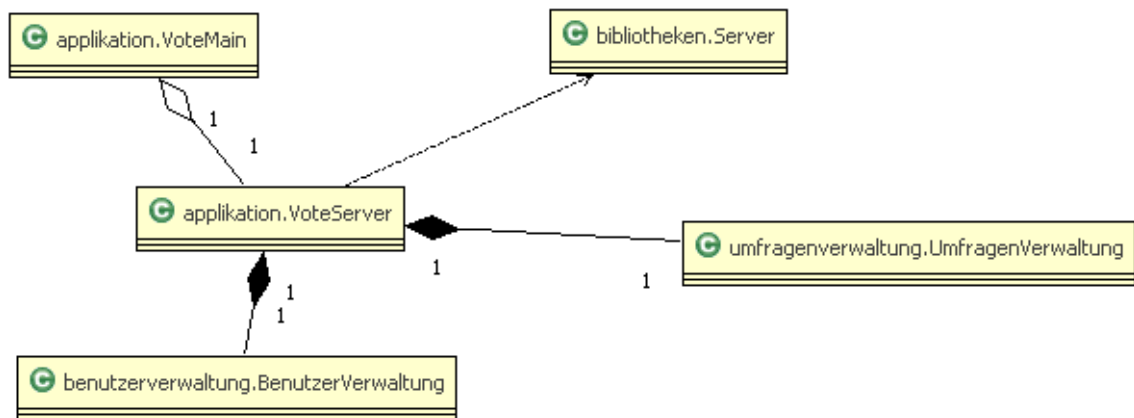 C applikation.VoteMain
C bibliotheken.Server
1
1
C applikation.VoteServer
C umfragenverwaltung.UmfragenVerwaltung
1
1
1
1
C benutzerverwaltung.BenutzerVerwaltung